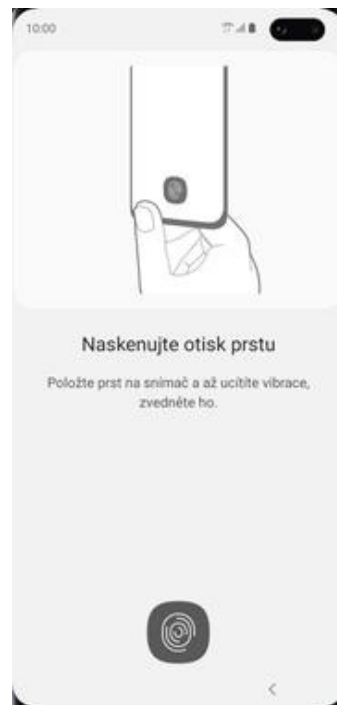 10:00
Naskenujte otisk prstu
Položte prst na snímač a až ucítíte vibrace,
zvedněte ho.